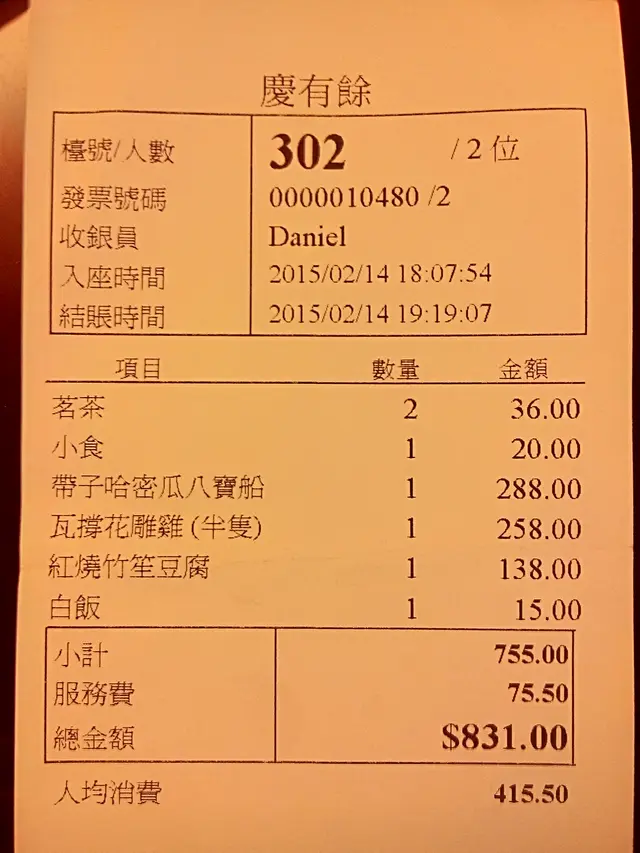 慶有餘
檯號/人數 302 / 2 位
發票號碼 0000010480 /2
收銀員 Daniel
入座時間 2015/02/14 18:07:54
結賬時間 2015/02/14 19:19:07
項目 數量 金額
茗茶 2 36.00
小食 1 20.00
帶子哈密瓜八寶船 1 288.00
瓦撐花雕雞 (半隻) 1 258.00
紅燒竹笙豆腐 1 138.00
白飯 1 15.00
小計 755.00
服務費 75.50
總金額 $831.00
人均消費 415.50